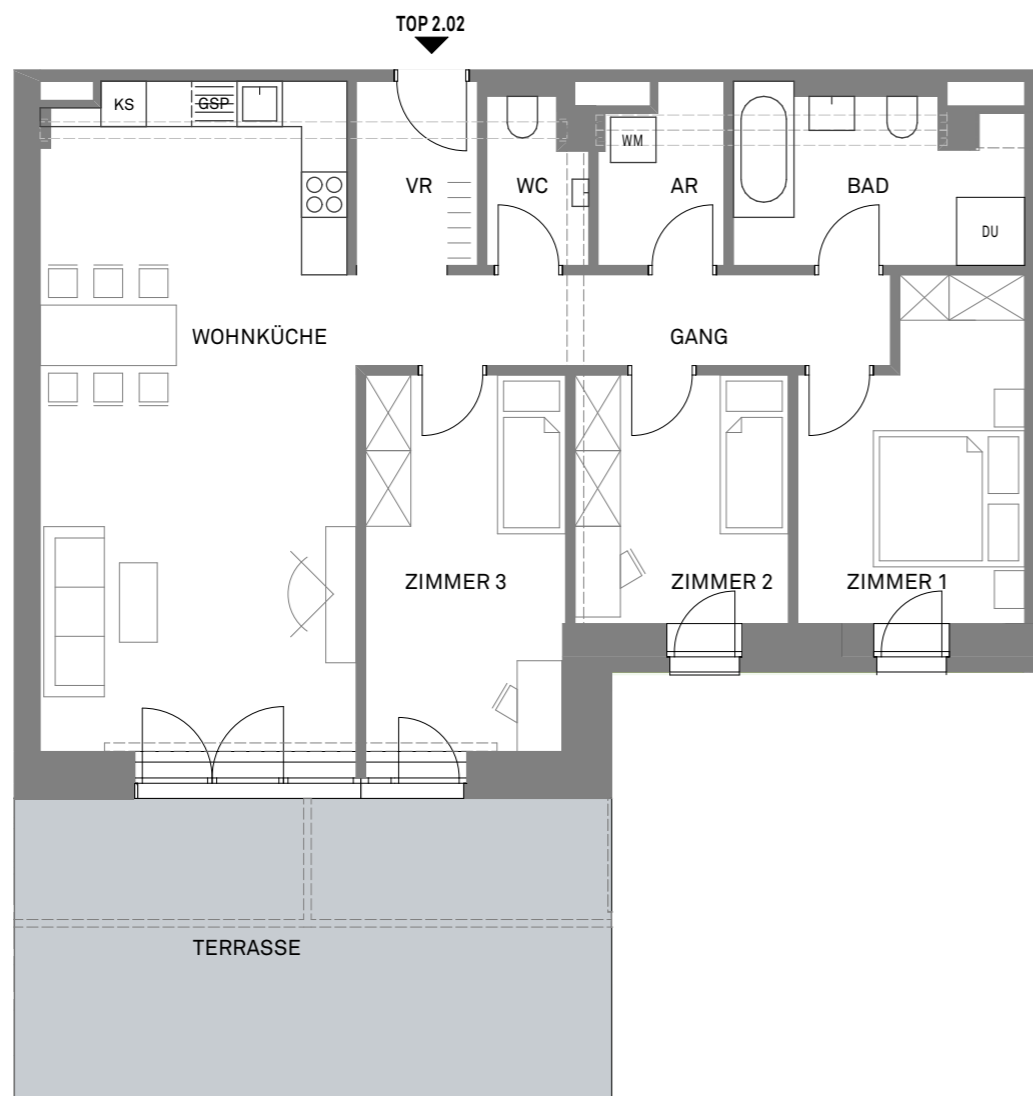 TOP 2.02
KS
GSP
WM
VR
WC
AR
BAD
DU
WOHNKÜCHE
GANG
ZIMMER 3
ZIMMER 2
ZIMMER 1
TERRASSE